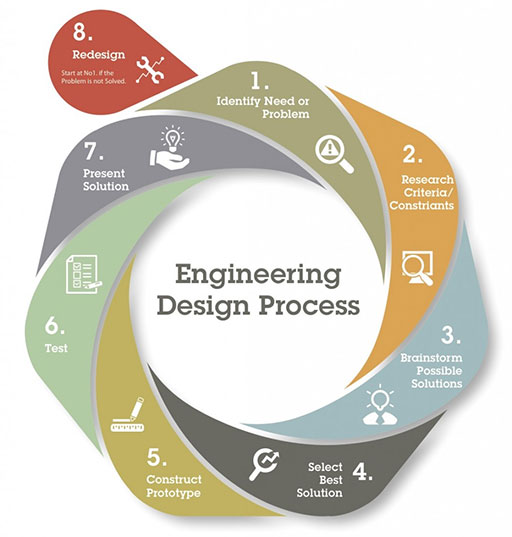 8.
Redesign
Start at No1. if the
Problem is not Solved.
1.
Identify Need or
Problem
2.
Research
Criteria/
Constriants
3.
Brainstorm
Possible
Solutions
4.
Select
Best
Solution
5.
Construct
Prototype
6.
Test
7.
Present
Solution
Engineering
Design Process